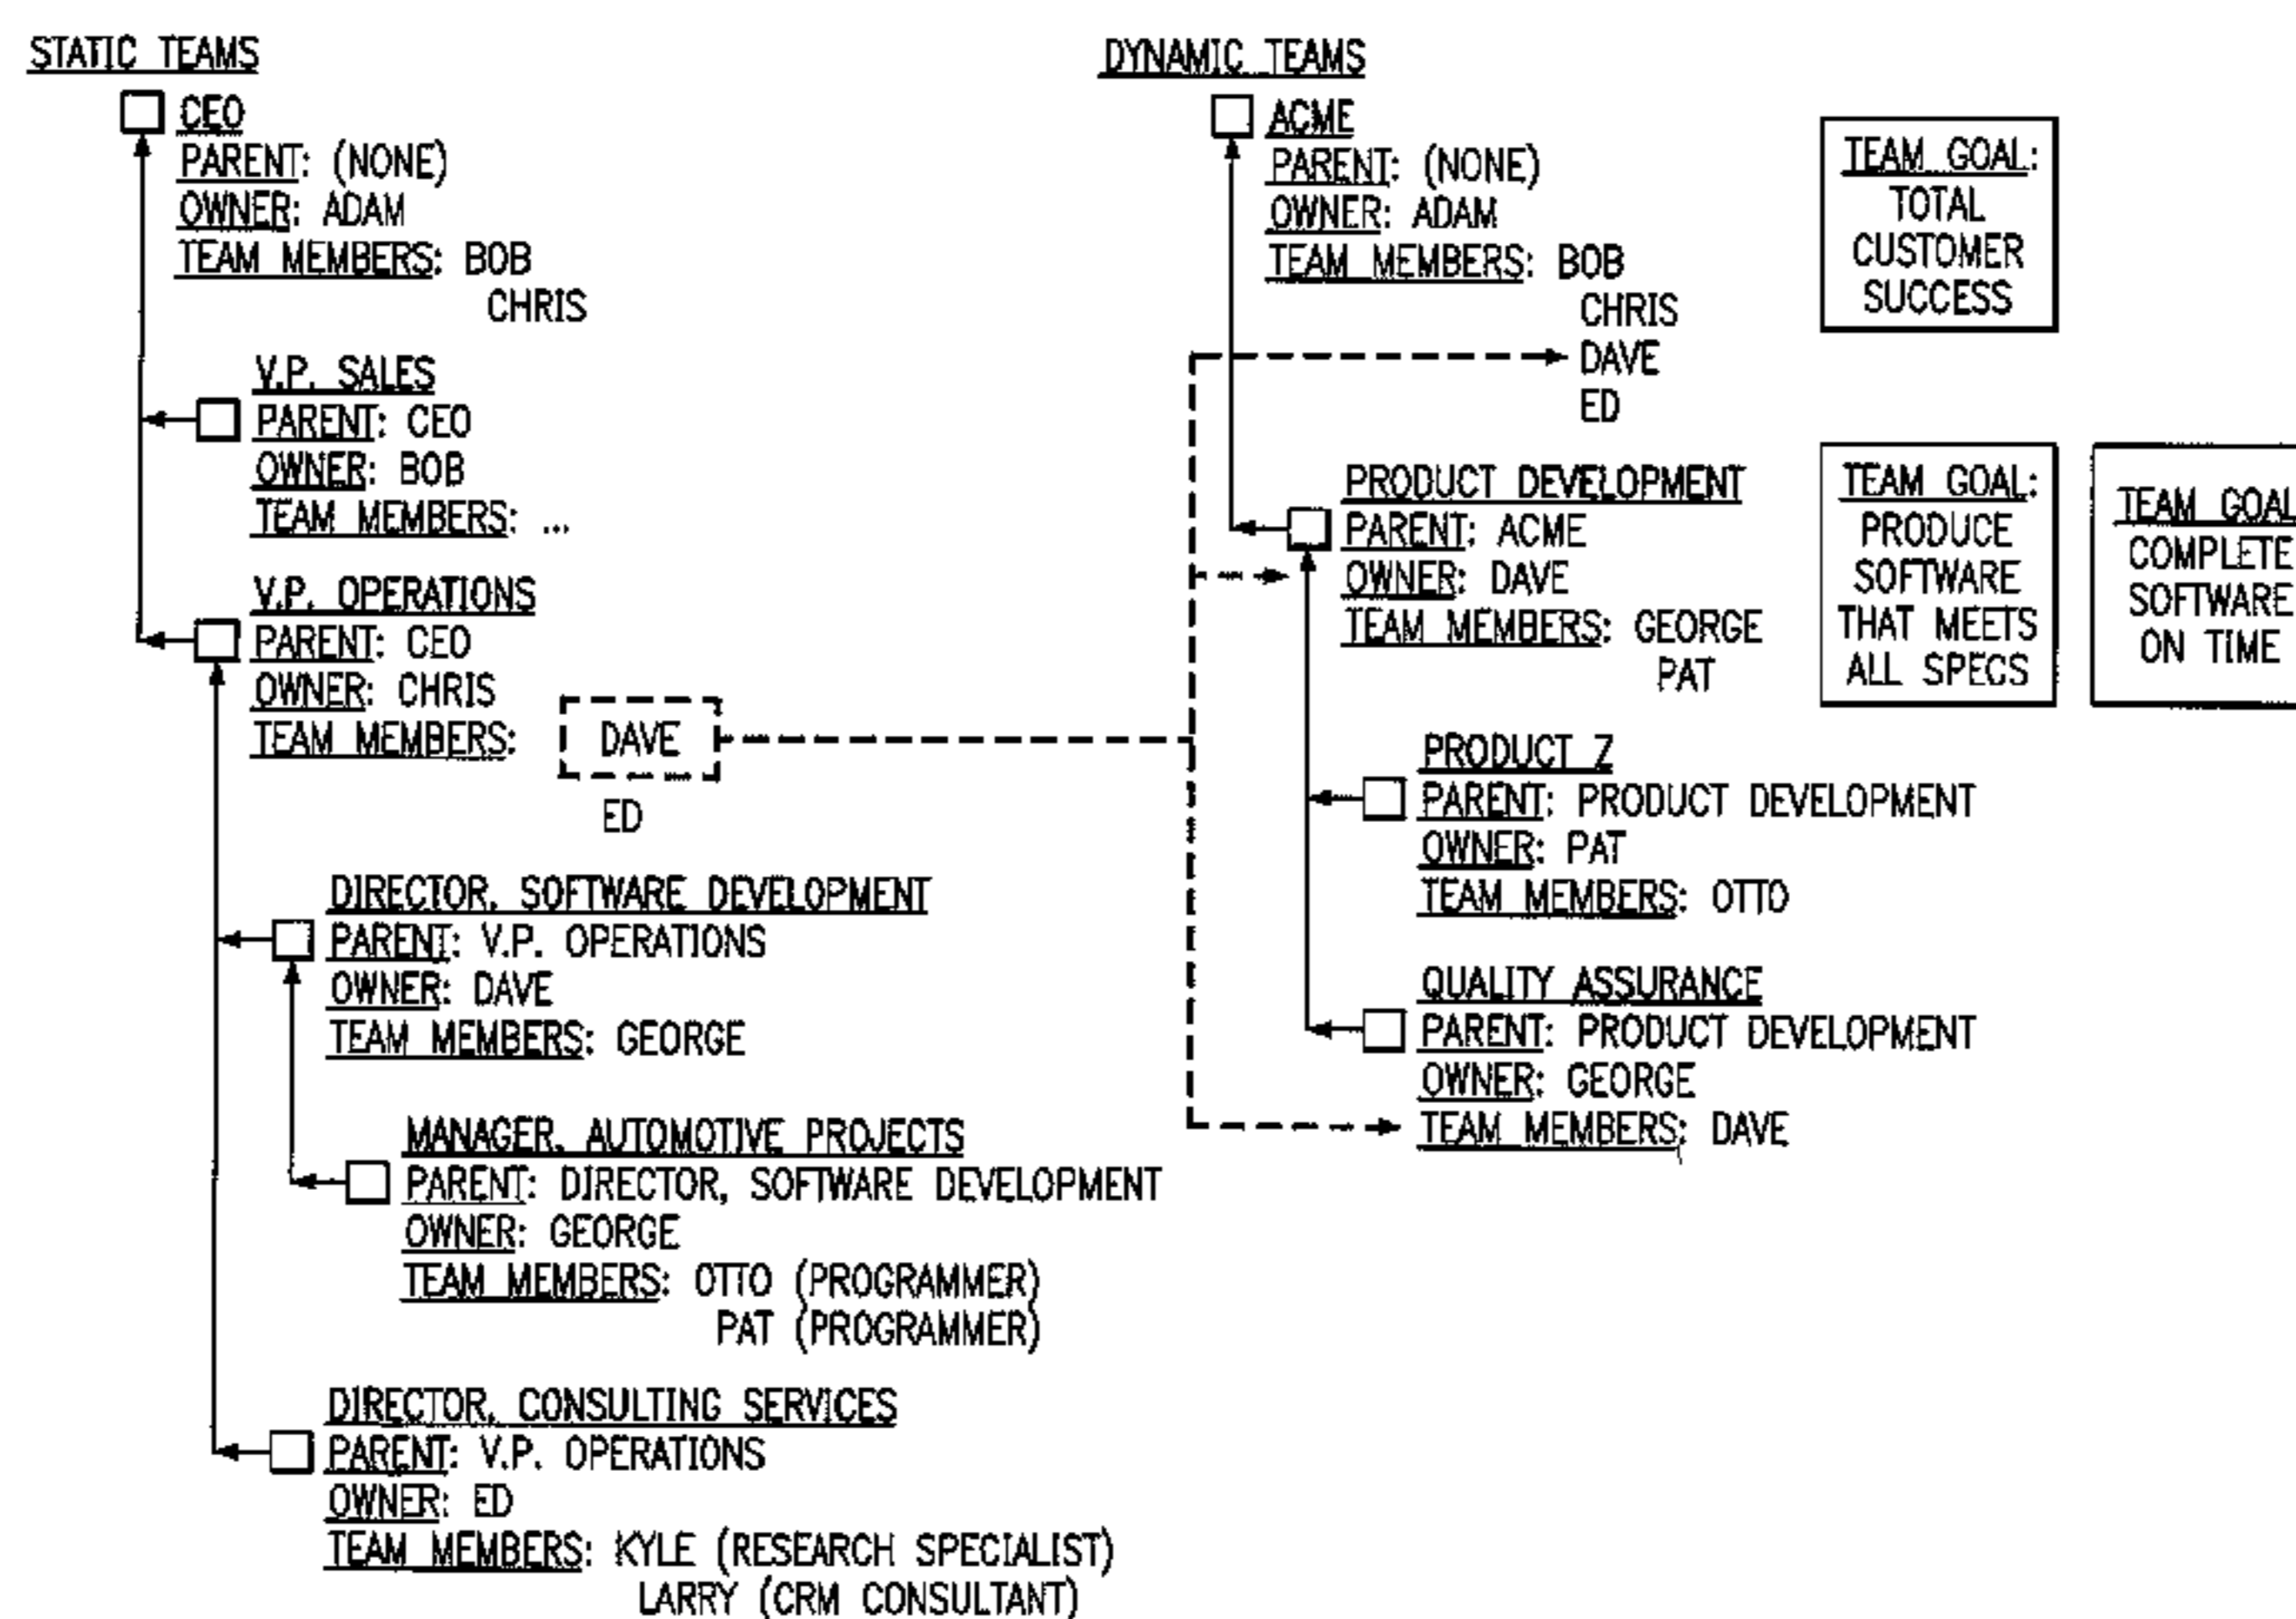 STATIC TEAMS
CEO
PARENT: (NONE)
OWNER: ADAM
TEAM MEMBERS: BOB
CHRIS
V.P. SALES
PARENT: CEO
OWNER: BOB
TEAM MEMBERS: ...
V.P. OPERATIONS
PARENT: CEO
OWNER: CHRIS
TEAM MEMBERS: DAVE
ED
DIRECTOR, SOFTWARE DEVELOPMENT
PARENT: V.P. OPERATIONS
OWNER: DAVE
TEAM MEMBERS: GEORGE
MANAGER, AUTOMOTIVE PROJECTS
PARENT: DIRECTOR, SOFTWARE DEVELOPMENT
OWNER: GEORGE
TEAM MEMBERS: OTTO (PROGRAMMER)
PAT (PROGRAMMER)
DIRECTOR, CONSULTING SERVICES
PARENT: V.P. OPERATIONS
OWNER: ED
TEAM MEMBERS: KYLE (RESEARCH SPECIALIST)
LARRY (CRM CONSULTANT)
DYNAMIC TEAMS
ACME
PARENT: (NONE)
OWNER: ADAM
TEAM MEMBERS: BOB
CHRIS
DAVE
ED
TEAM GOAL:
TOTAL
CUSTOMER
SUCCESS
PRODUCT DEVELOPMENT
PARENT: ACME
OWNER: DAVE
TEAM MEMBERS: GEORGE
PAT
TEAM GOAL:
PRODUCE
SOFTWARE
THAT MEETS
ALL SPECS
TEAM GOAL
COMPLETE
SOFTWARE
ON TIME
PRODUCT Z
PARENT: PRODUCT DEVELOPMENT
OWNER: PAT
TEAM MEMBERS: OTTO
QUALITY ASSURANCE
PARENT: PRODUCT DEVELOPMENT
OWNER: GEORGE
TEAM MEMBERS: DAVE